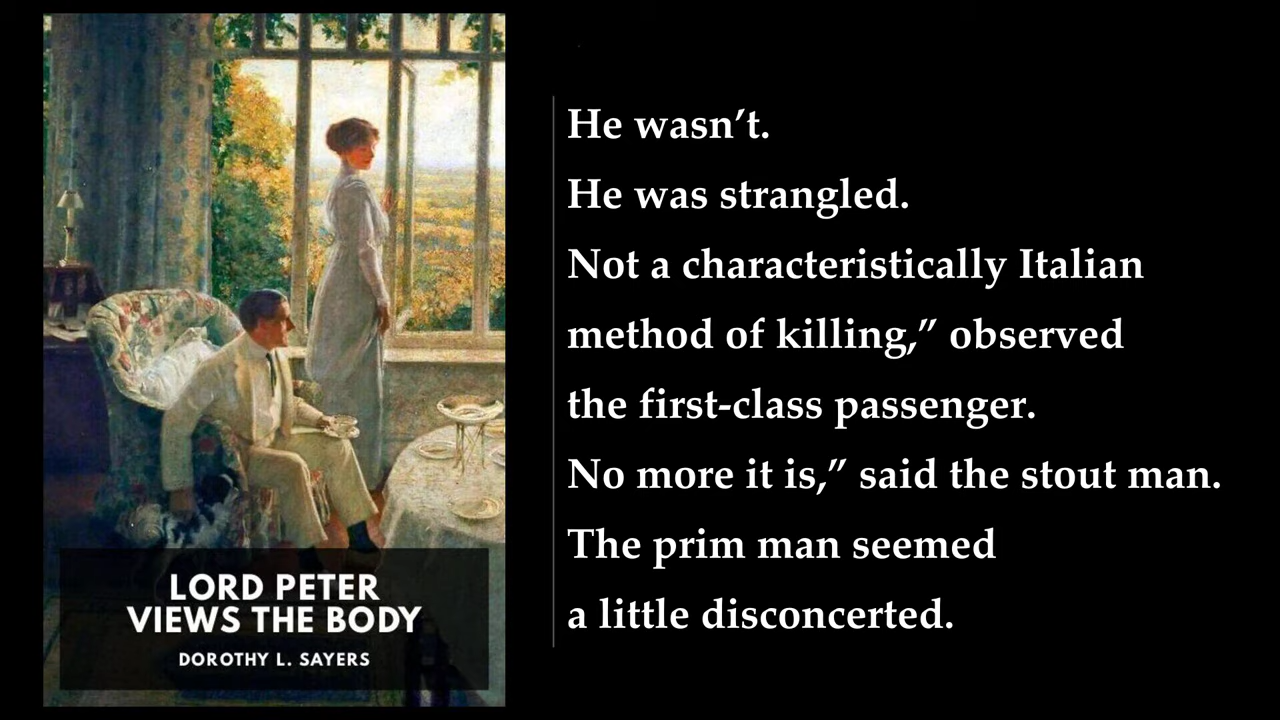 LORD PETER
VIEWS THE BODY
DOROTHY L. SAYERS
He wasn’t.
He was strangled.
Not a characteristically Italian
method of killing,” observed
the first-class passenger.
No more it is,” said the stout man.
The prim man seemed
a little disconcerted.